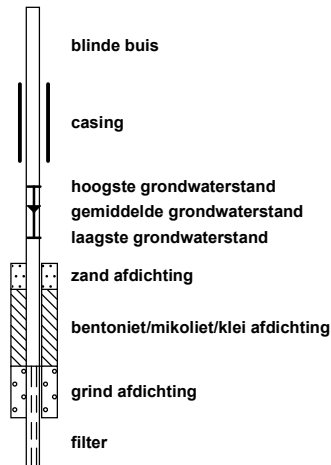 blinde buis
casing
hoogste grondwaterstand
gemiddelde grondwaterstand
laagste grondwaterstand
zand afdichting
bentoniet/mikoliet/klei afdichting
grind afdichting
filter